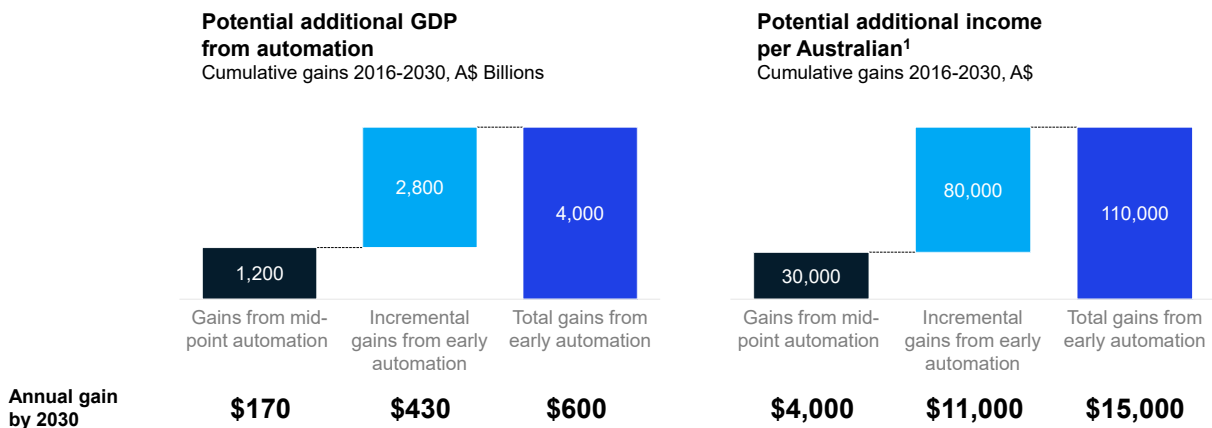 Potential additional GDP
from automation
Cumulative gains 2016-2030, A$ Billions
1,200
2,800
4,000
Gains from mid-
point automation
Incremental
gains from early
automation
Total gains from
early automation
Potential additional income
per Australian¹
Cumulative gains 2016-2030, A$
30,000
80,000
110,000
Gains from mid-
point automation
Incremental
gains from early
automation
Total gains from
early automation
Annual gain
by 2030
$170
$430
$600
$4,000
$11,000
$15,000